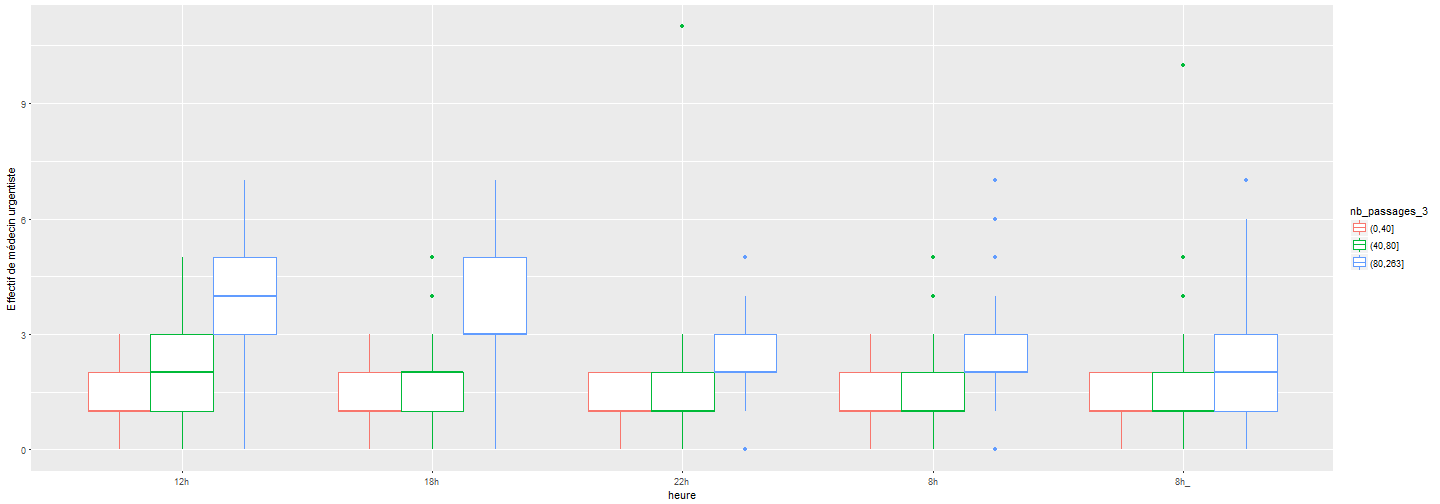 Effectif de médecin urgentiste
9
6
3
0
12h
18h
22h
8h
8h_
heure
nb_passages_3
(0,40]
(40,80]
(80,263]